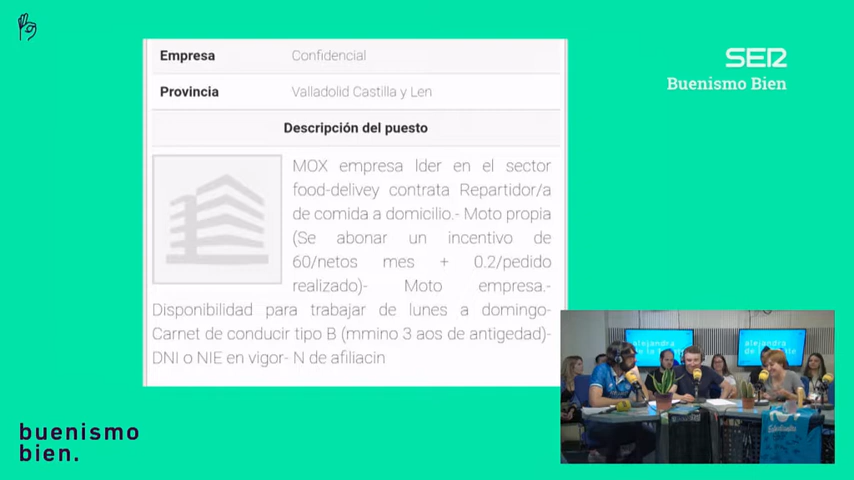 SER
Buenismo Bien
Empresa Confidencial
Provincia Valladolid Castilla y Len
Descripción del puesto
MOX empresa lder en el sector
food-delivey contrata Repartidor/a
de comida a domicilio.- Moto propia
(Se abonar un incentivo de
60/netos mes + 0.2/pedido
realizado)- Moto empresa.-
Disponibilidad para trabajar de lunes a domingo-
Carnet de conducir tipo B (mmino 3 aos de antigedad)-
DNI o NIE en vigor- N de afiliacin
alejandra
alejandra
buenismo
bien.